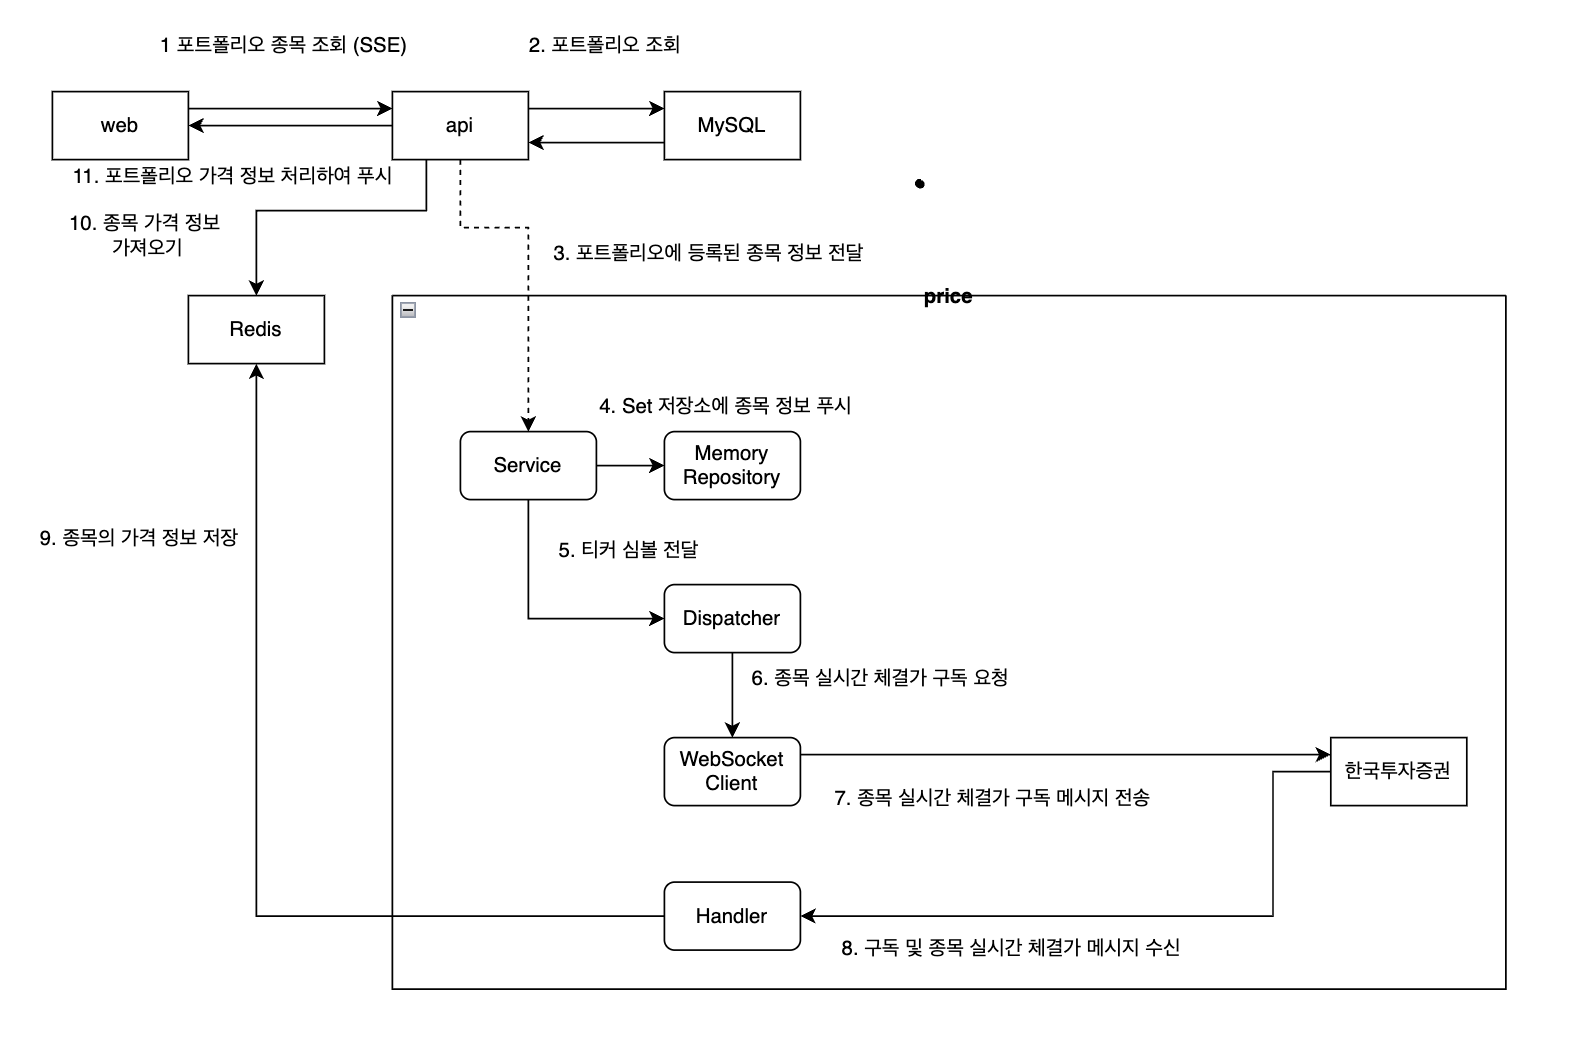 1 포트폴리오 종목 조회 (SSE)
2. 포트폴리오 조회
web
api
MySQL
11. 포트폴리오 가격 정보 처리하여 푸시
10. 종목 가격 정보
가져오기
3. 포트폴리오에 등록된 종목 정보 전달
price
Redis
4. Set 저장소에 종목 정보 푸시
Service
Memory
Repository
9. 종목의 가격 정보 저장
5. 티커 심볼 전달
Dispatcher
6. 종목 실시간 체결가 구독 요청
WebSocket
Client
한국투자증권
7. 종목 실시간 체결가 구독 메시지 전송
Handler
8. 구독 및 종목 실시간 체결가 메시지 수신